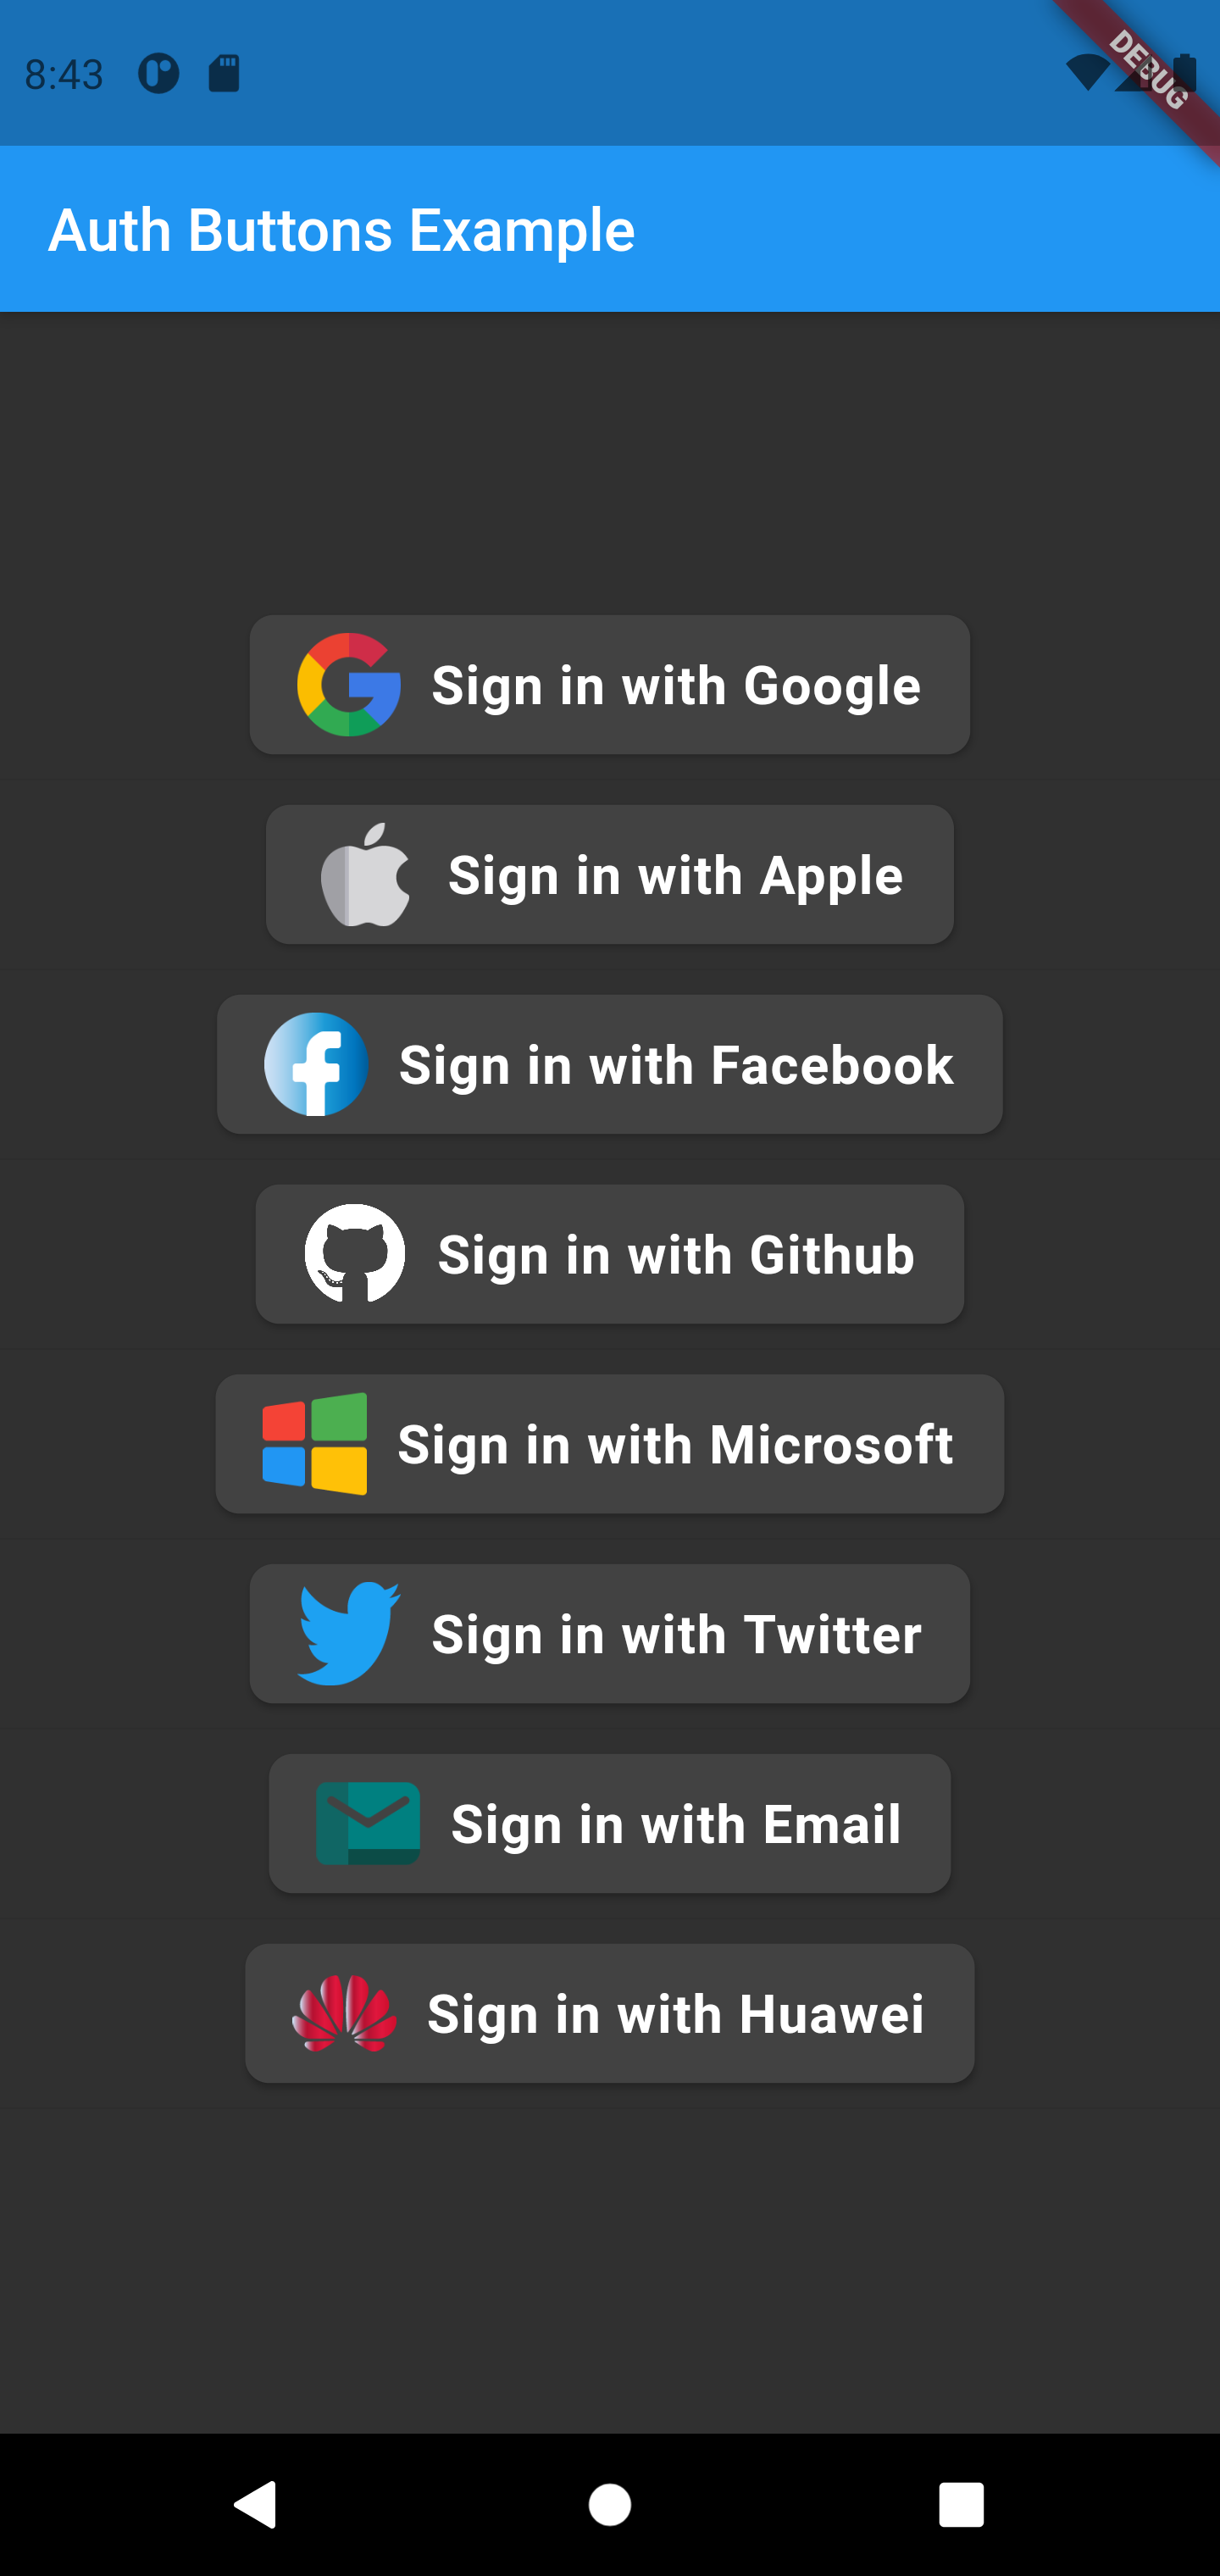 8:43
DEBUG
Auth Buttons Example
Sign in with Google
Sign in with Apple
Sign in with Facebook
Sign in with Github
Sign in with Microsoft
Sign in with Twitter
Sign in with Email
Sign in with Huawei